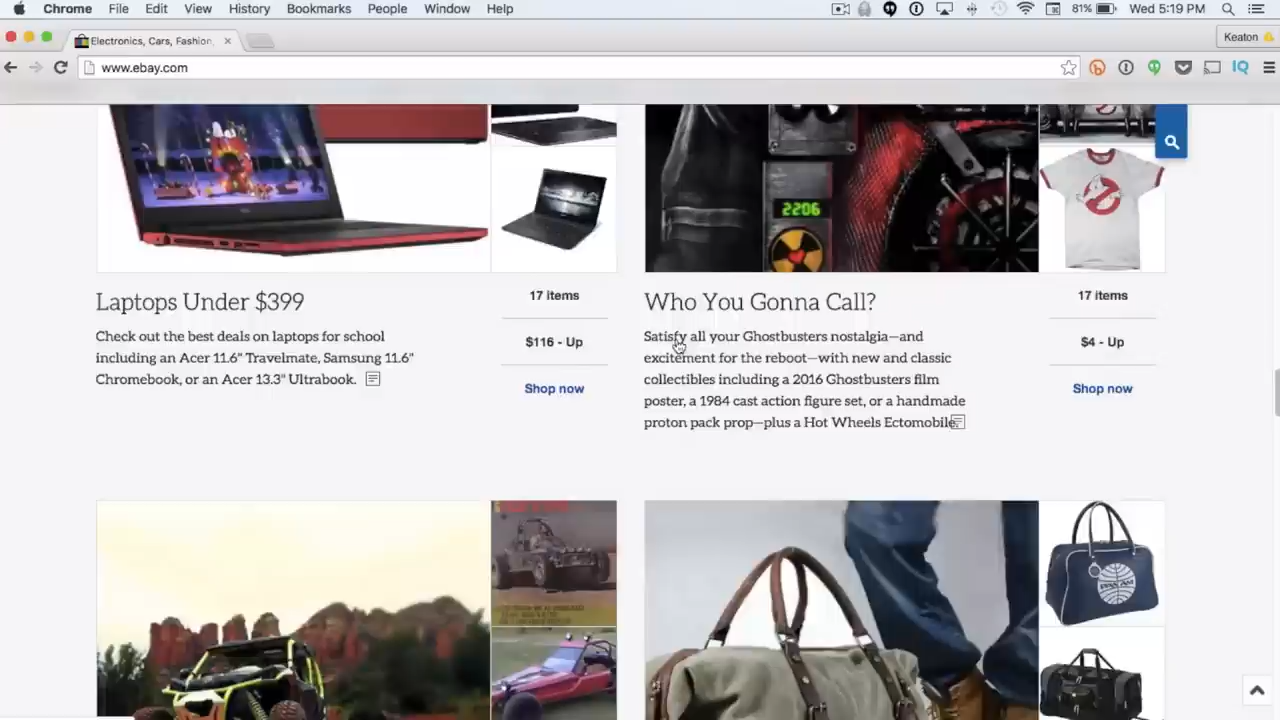 Chrome File Edit View History Bookmarks People Window Help 81% Wed 5:19 PM
Electronics, Cars, Fashion, Keaton
www.ebay.com
2206
Laptops Under $399
17 items
Check out the best deals on laptops for school
including an Acer 11.6" Travelmate, Samsung 11.6"
Chromebook, or an Acer 13.3" Ultrabook.
$116 - Up
Shop now
Who You Gonna Call?
17 items
Satisfy all your Ghostbusters nostalgia—and
excitement for the reboot—with new and classic
collectibles including a 2016 Ghostbusters film
poster, a 1984 cast action figure set, or a handmade
proton pack prop—plus a Hot Wheels Ectomobile.
$4 - Up
Shop now
PAN AM